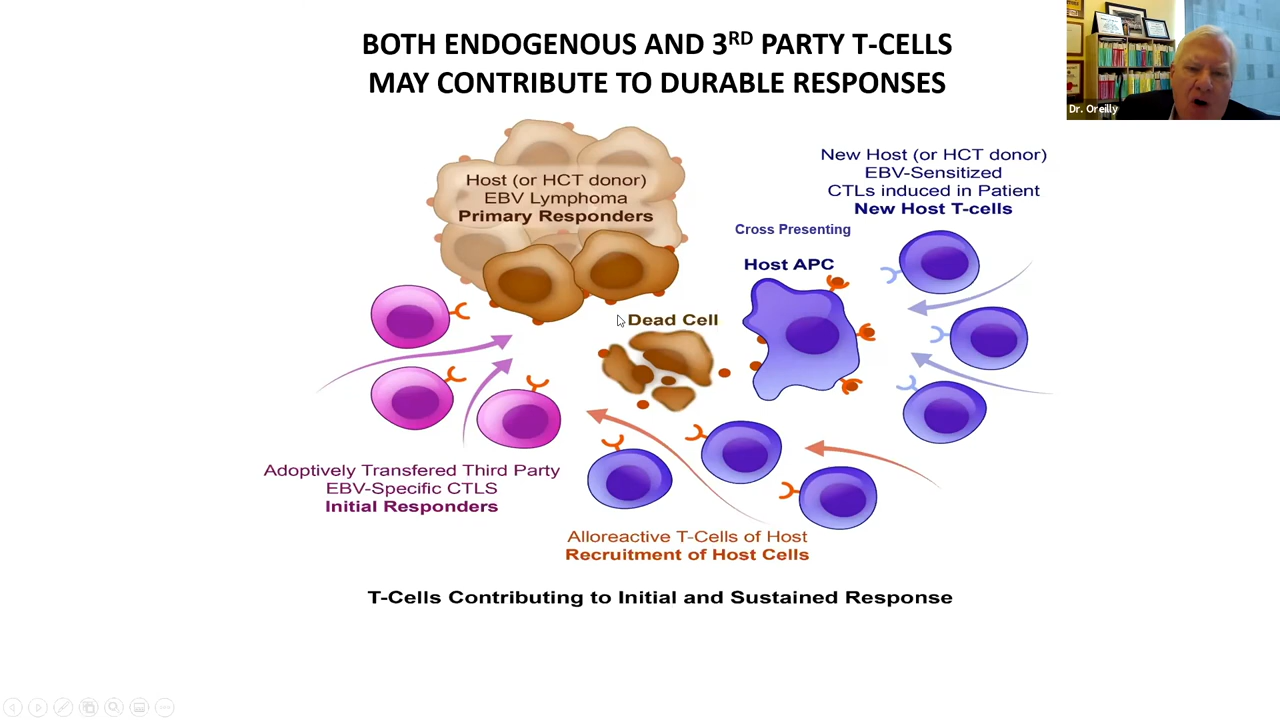 BOTH ENDOGENOUS AND 3RD PARTY T-CELLS
MAY CONTRIBUTE TO DURABLE RESPONSES
Dr. Oreilly
Host (or HCT donor)
EBV Lymphoma
Primary Responders
New Host (or HCT donor)
EBV-Sensitized
CTLs induced in Patient
New Host T-cells
Cross Presenting
Host APC
Dead Cell
Adoptively Transfered Third Party
EBV-Specific CTLS
Initial Responders
Alloreactive T-Cells of Host
Recruitment of Host Cells
T-Cells Contributing to Initial and Sustained Response